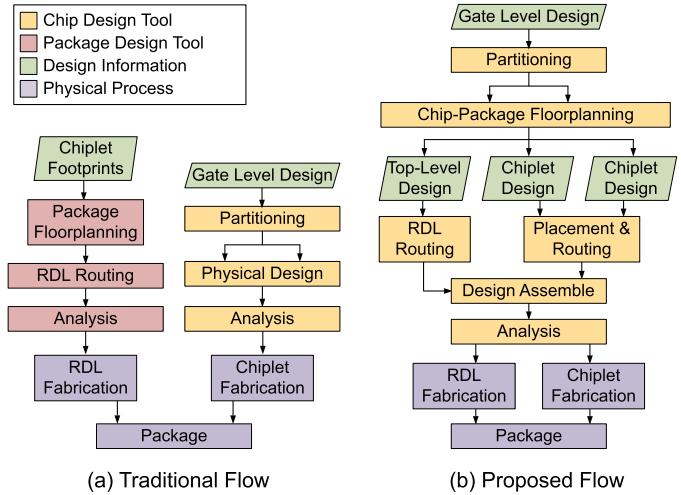 Chip Design Tool
Package Design Tool
Design Information
Physical Process
Chiplet
Footprints
Package
Floorplanning
RDL Routing
Analysis
RDL
Fabrication
Gate Level Design
Partitioning
Physical Design
Analysis
Chiplet
Fabrication
Package
(a) Traditional Flow
Gate Level Design
Partitioning
Chip-Package Floorplanning
Top-Level
Design
Chiplet
Design
Chiplet
Design
RDL
Routing
Placement &
Routing
Design Assemble
Analysis
RDL
Fabrication
Chiplet
Fabrication
Package
(b) Proposed Flow